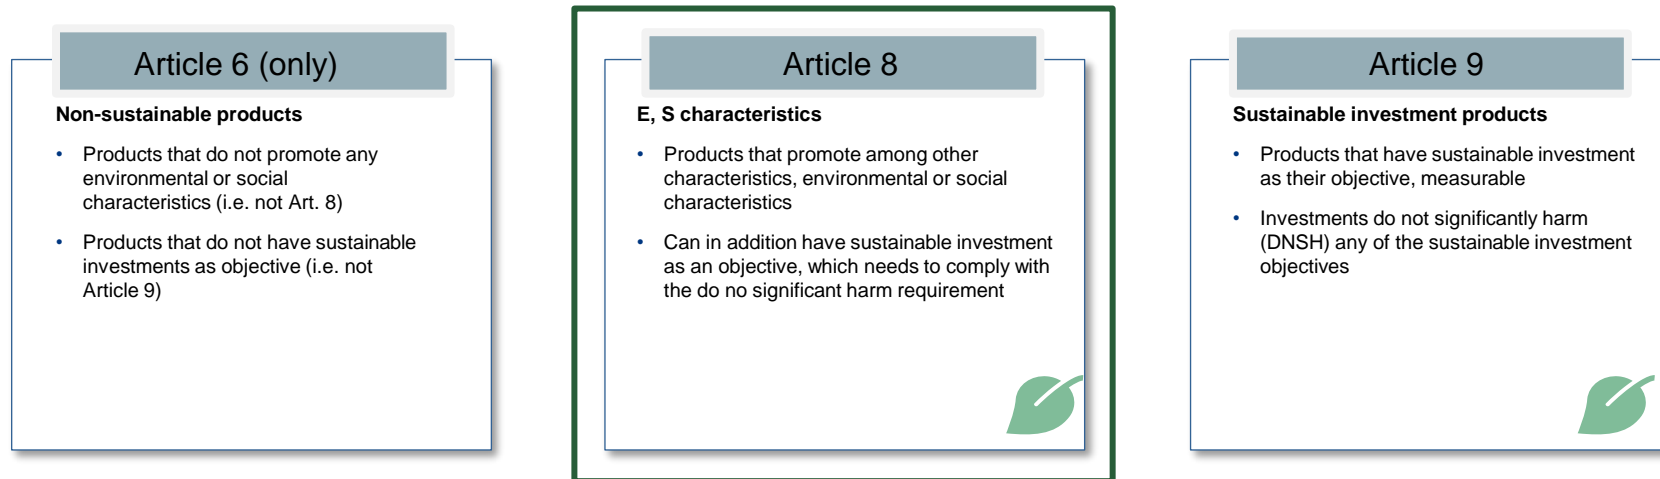 Article 6 (only)
Non-sustainable products
• Products that do not promote any
environmental or social
characteristics (i.e. not Art. 8)
• Products that do not have sustainable
investments as objective (i.e. not
Article 9)
Article 8
E, S characteristics
• Products that promote among other
characteristics, environmental or social
characteristics
• Can in addition have sustainable investment
as an objective, which needs to comply with
the do no significant harm requirement
Article 9
Sustainable investment products
• Products that have sustainable investment
as their objective, measurable
• Investments do not significantly harm
(DNSH) any of the sustainable investment
objectives